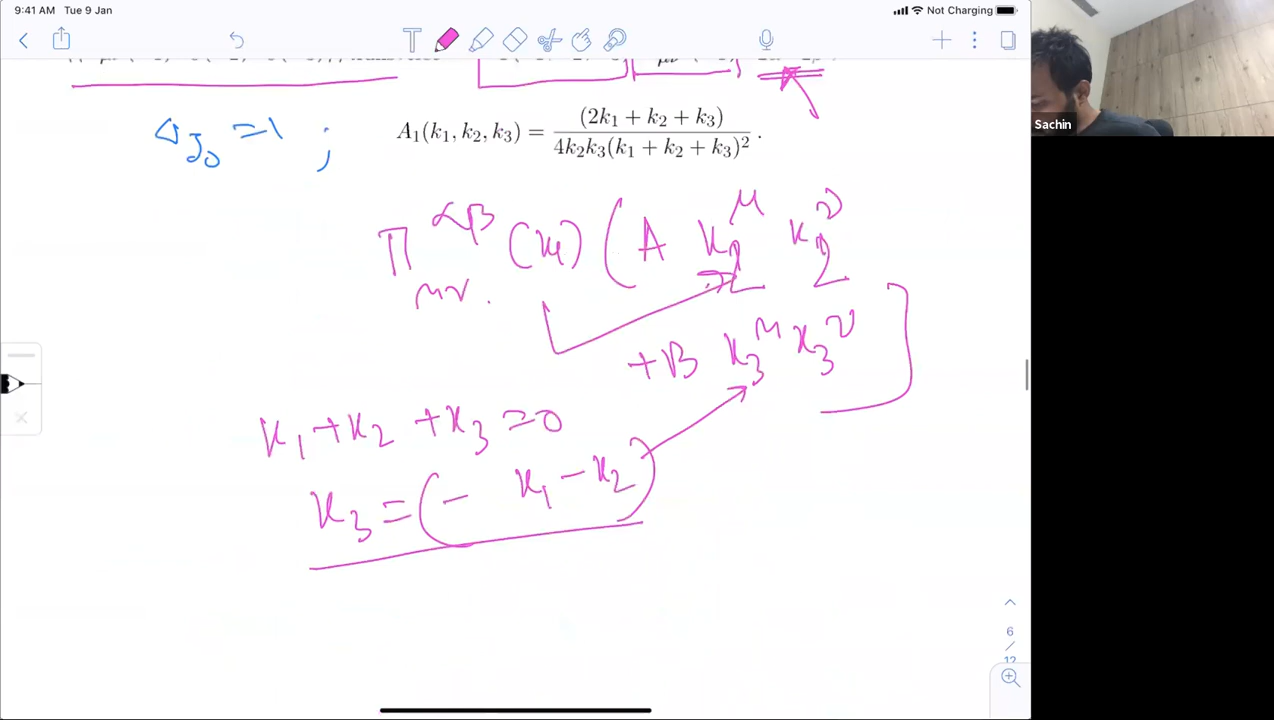 9:41 AM Tue 9 Jan
Not Charging
Sachin
Δ_{J_0} = 1 ;
A_1(k_1, k_2, k_3) = \frac{(2k_1 + k_2 + k_3)}{4k_2k_3(k_1 + k_2 + k_3)^2} .
Π^{αβ}_{μν} (k_1) ( A k_2^μ k_2^ν
+ B k_3^μ k_3^ν )
k_1 + k_2 + k_3 = 0
k_3 = ( - k_1 - k_2 )
6
/
12